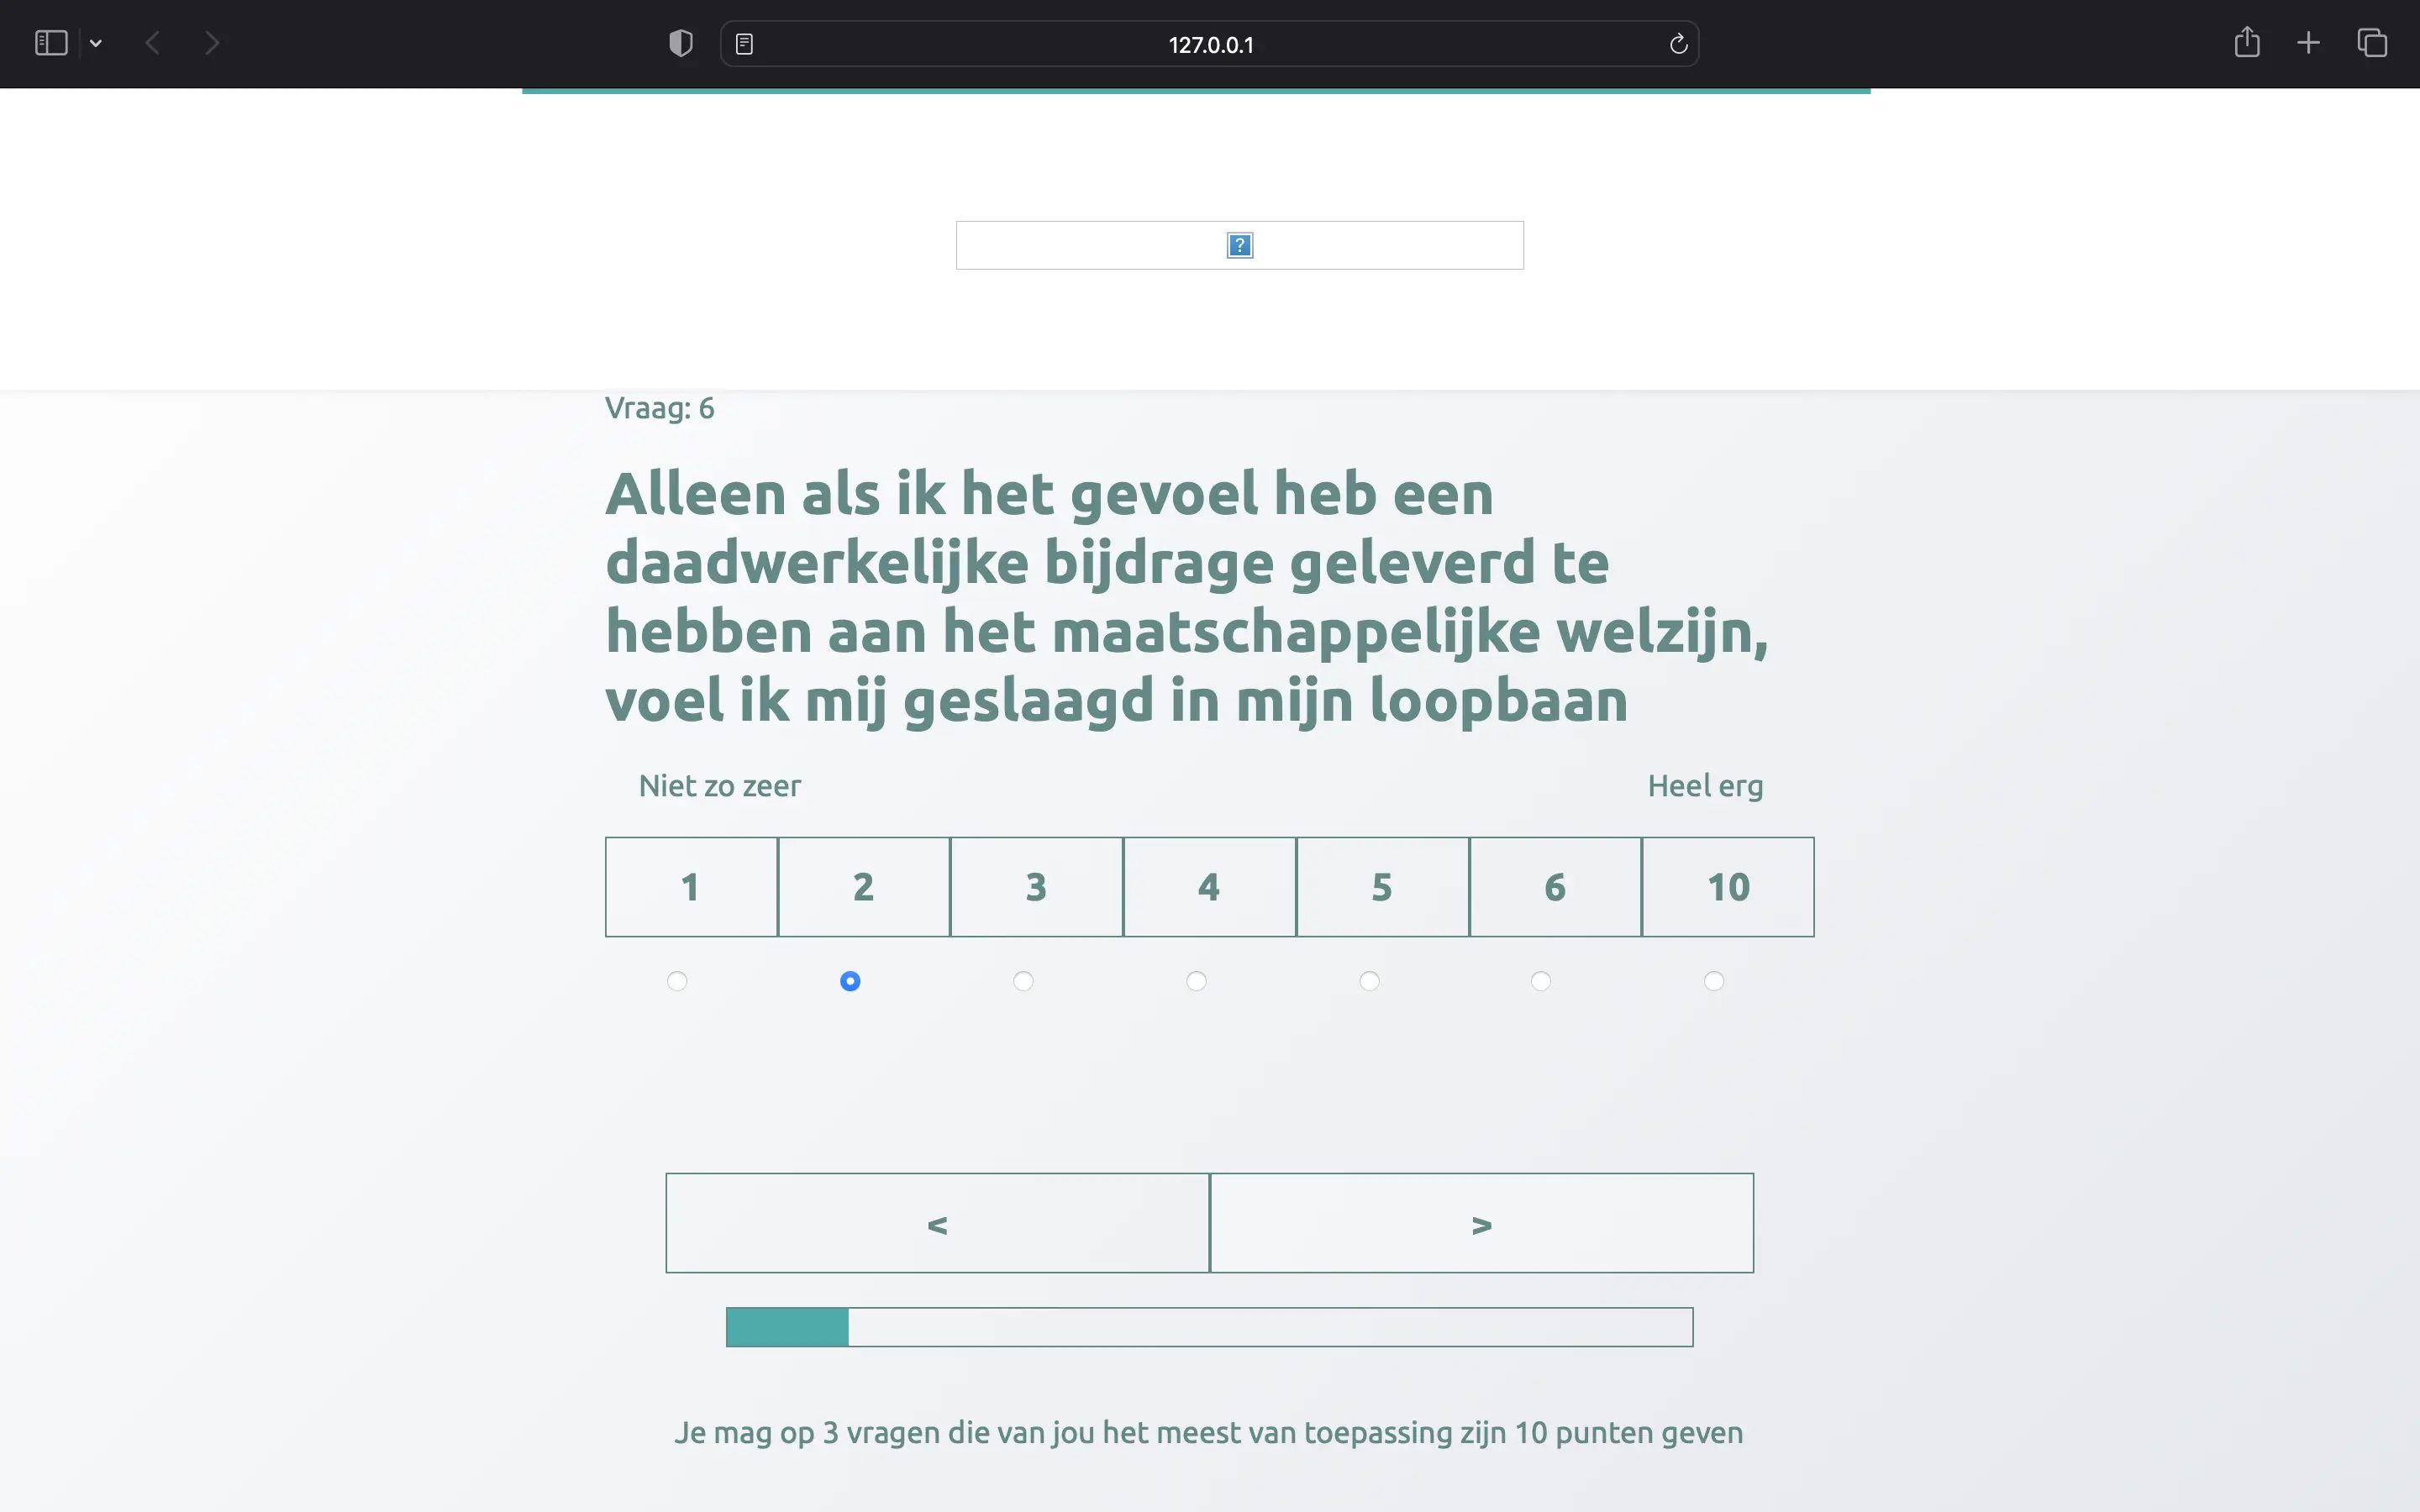 127.0.0.1
?
Vraag: 6
Alleen als ik het gevoel heb een
daadwerkelijke bijdrage geleverd te
hebben aan het maatschappelijke welzijn,
voel ik mij geslaagd in mijn loopbaan
Niet zo zeer Heel erg
1 2 3 4 5 6 10
< >
Je mag op 3 vragen die van jou het meest van toepassing zijn 10 punten geven